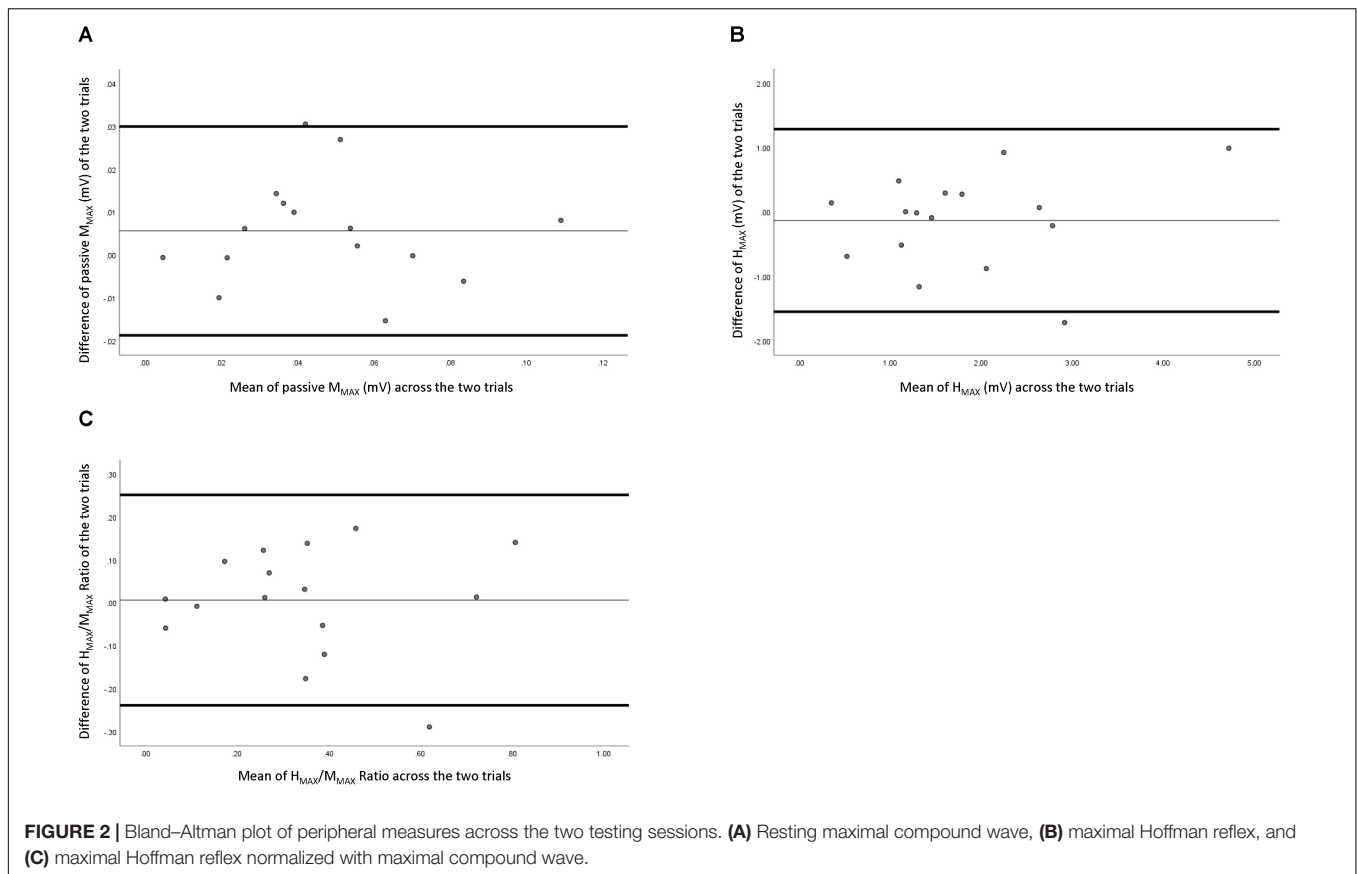 A
Difference of passive MMAX (mV) of the two trials
.04
.03
.02
.01
.00
-.01
-.02
.00 .02 .04 .06 .08 .10 .12
Mean of passive MMAX (mV) across the two trials
B
Difference of HMAX (mV) of the two trials
2.00
1.00
.00
-1.00
-2.00
.00 1.00 2.00 3.00 4.00 5.00
Mean of HMAX (mV) across the two trials
C
Difference of HMAX/MMAX Ratio of the two trials
.30
.20
.10
.00
-.10
-.20
-.30
.00 .20 .40 .60 .80 1.00
Mean of HMAX/MMAX Ratio across the two trials
FIGURE 2 | Bland–Altman plot of peripheral measures across the two testing sessions. (A) Resting maximal compound wave, (B) maximal Hoffman reflex, and
(C) maximal Hoffman reflex normalized with maximal compound wave.